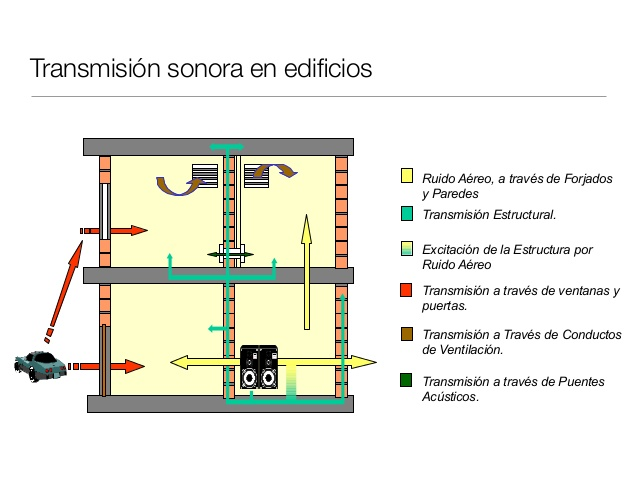 Transmisión sonora en edificios
Ruido Aéreo, a través de Forjados
y Paredes
Transmisión Estructural.
Excitación de la Estructura por
Ruido Aéreo
Transmisión a través de ventanas y
puertas.
Transmisión a Través de Conductos
de Ventilación.
Transmisión a través de Puentes
Acústicos.